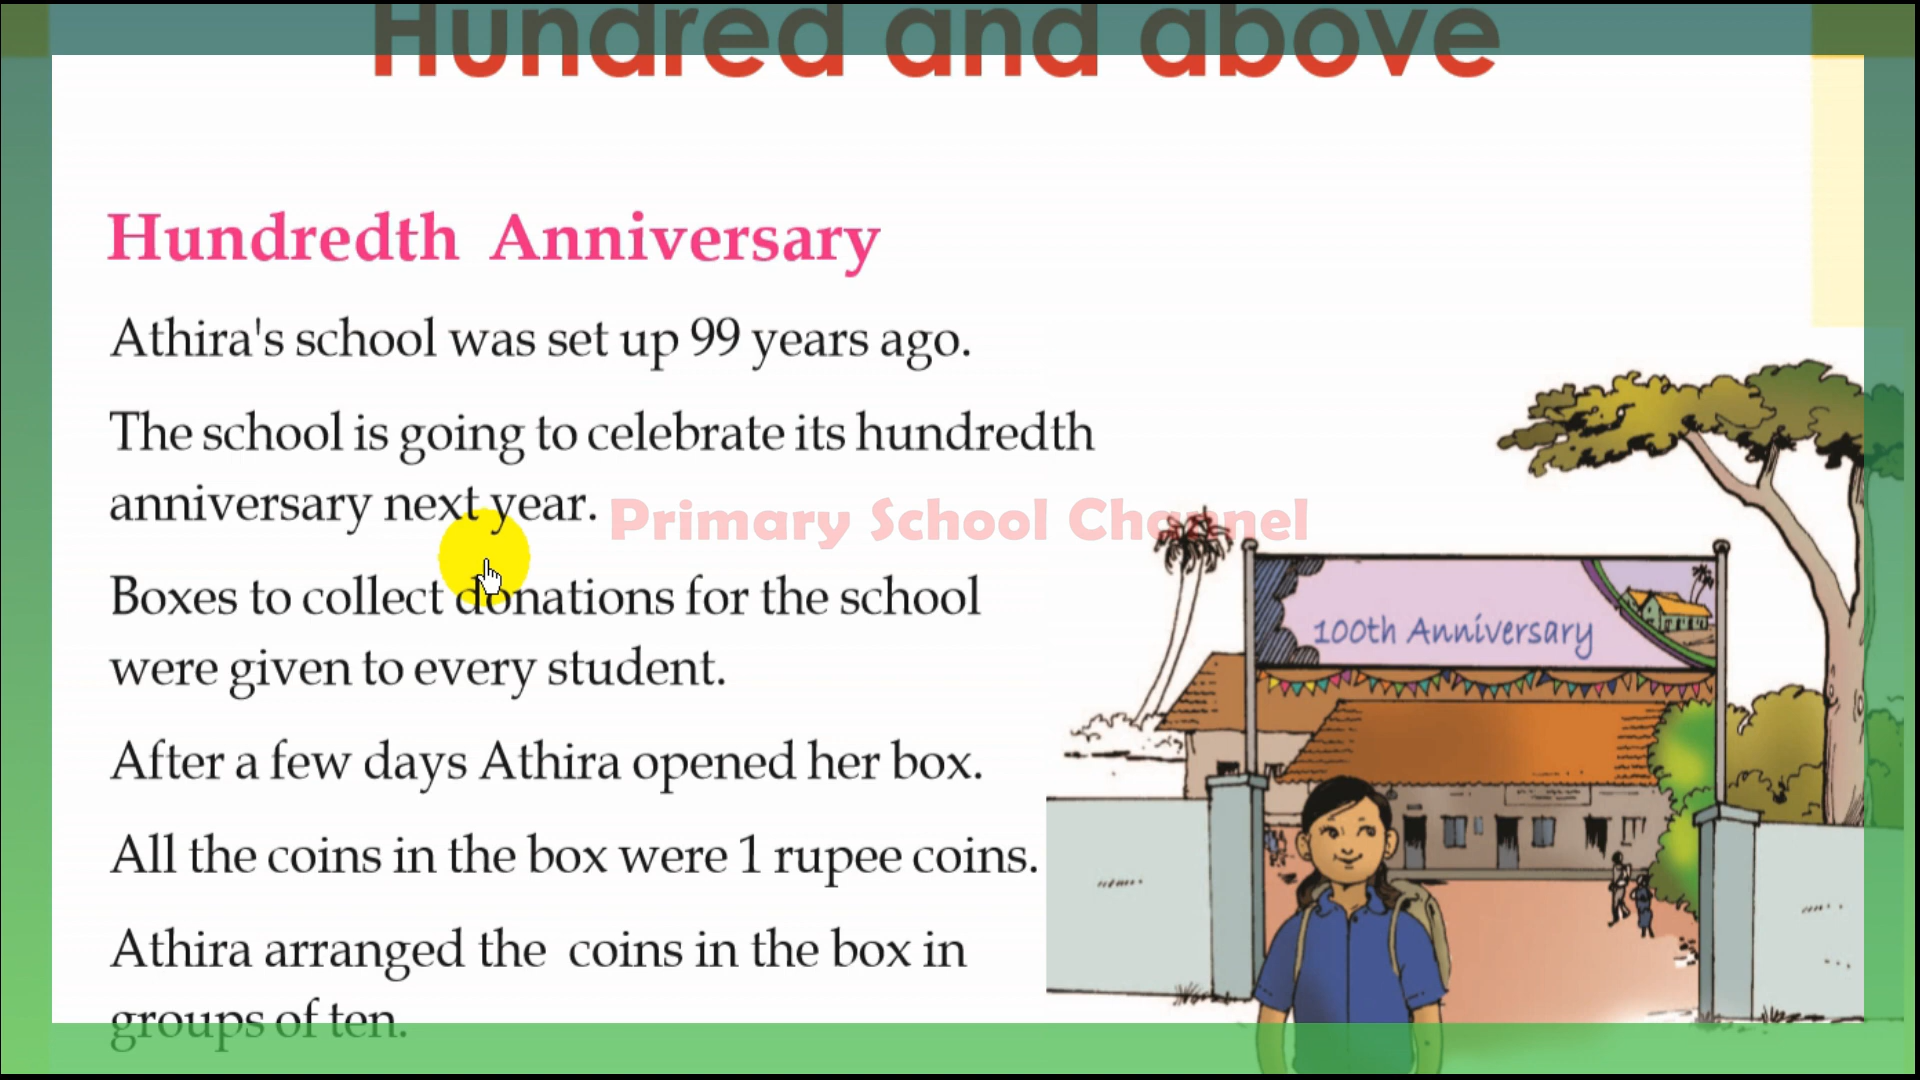 Hundred and above
Hundredth Anniversary
Athira's school was set up 99 years ago.
The school is going to celebrate its hundredth
anniversary next year.
Primary School Channel
Boxes to collect donations for the school
were given to every student.
100th Anniversary
After a few days Athira opened her box.
All the coins in the box were 1 rupee coins.
Athira arranged the coins in the box in
groups of ten.